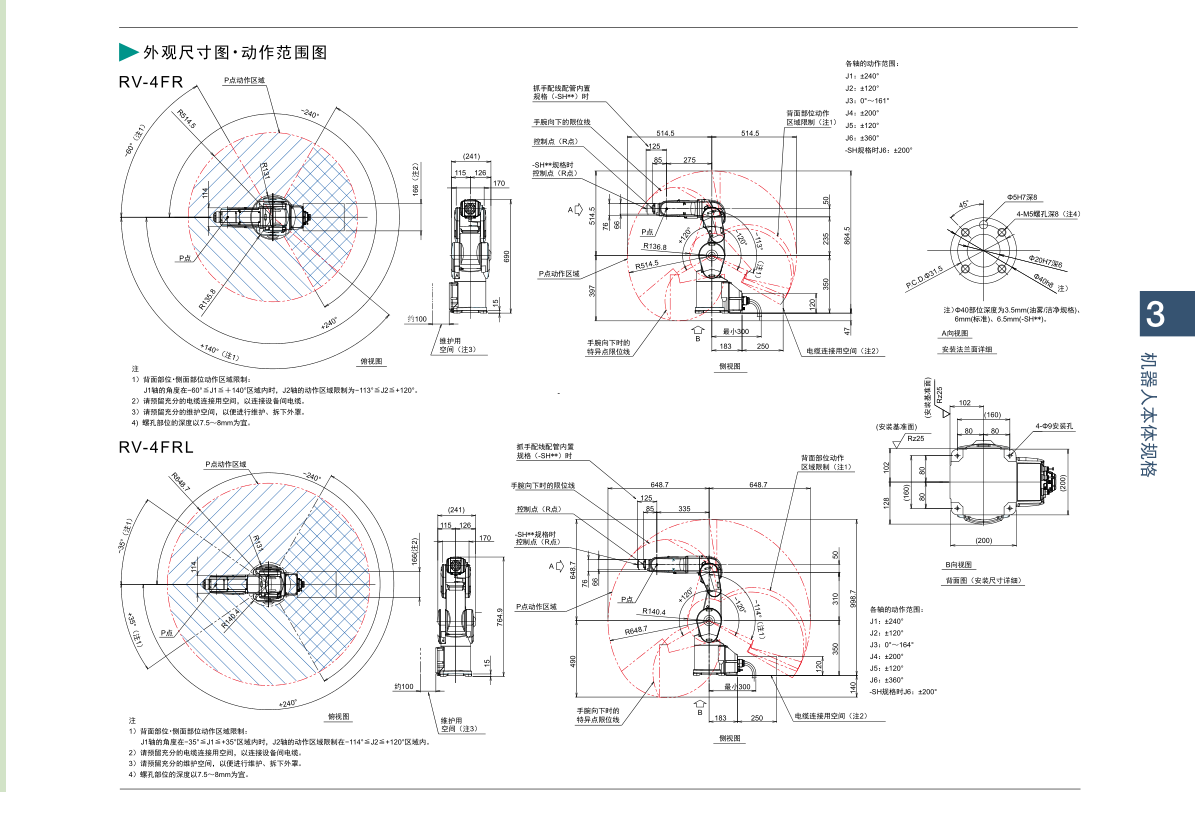 外观尺寸图·动作范围图
RV-4FR
P点动作区域
−240°
R514.5
−60°（注1）
R131
114
166（注2）
P点
R135.8
+240°
+140°（注1）
俯视图
(241)
115 126
170
690
15
约100
维护用
空间（注3）
抓手配线配管内置
规格（-SH**）时
手腕向下的限位线
控制点（R点）
-SH**规格时
控制点（R点）
A
514.5 514.5
125
85 275
背面部位动作
区域限制（注1）
514.5
76
66
P点
R136.8
R514.5
+120°
−120°
−113°
（注1）
P点动作区域
397
50
235
864.5
350
120
47
最小300
B
183 250
手腕向下时的
特异点限位线
电缆连接用空间（注2）
侧视图
各轴的动作范围：
J1：±240°
J2：±120°
J3：0°～161°
J4：±200°
J5：±120°
J6：±360°
-SH规格时J6：±200°
45°
Φ5H7深8
4-M5螺孔深8（注4）
Φ20H7深6
Φ40h8 注）
P.C.D.Φ31.5
注）Φ40部位深度为3.5mm(油雾/洁净规格)、
6mm(标准)、6.5mm(-SH**)。
A向视图
安装法兰面详细
注
1）背面部位·侧面部位动作区域限制：
J1轴的角度在−60°≦J1≦＋140°区域内时，J2轴的动作区域限制为−113°≦J2≦+120°。
2）请预留充分的电缆连接用空间，以连接设备间电缆。
3）请预留充分的维护空间，以便进行维护、拆下外罩。
4）螺孔部位的深度以7.5～8mm为宜。
3
机器人本体规格
RV-4FRL
P点动作区域
−240°
R648.7
−35°（注1）
R131
114
166(注2)
+35°（注1）
P点
R140.4
+240°
俯视图
(241)
115 126
170
764.9
15
约100
维护用
空间（注3）
抓手配线配管内置
规格（-SH**）时
手腕向下时的限位线
控制点（R点）
-SH**规格时
控制点（R点）
A
648.7 648.7
125
85 335
背面部位动作
区域限制（注1）
648.7
76
66
P点
R140.4
R648.7
+120°
−120°
−114°（注1）
P点动作区域
490
50
310
998.7
350
120
140
最小300
B
183 250
手腕向下时的
特异点限位线
电缆连接用空间（注2）
侧视图
(安装基准面)
Rz25
(安装基准面)
Rz25
102
(160)
80 80
4-Φ9安装孔
102
128
(160)
80
80
(200)
(200)
B向视图
背面图（安装尺寸详细）
各轴的动作范围：
J1：±240°
J2：±120°
J3：0°～164°
J4：±200°
J5：±120°
J6：±360°
-SH规格时J6：±200°
注
1）背面部位·侧面部位动作区域限制：
J1轴的角度在−35°≦J1≦+35°区域内时，J2轴的动作区域限制在−114°≦J2≦+120°区域内。
2）请预留充分的电缆连接用空间，以连接设备间电缆。
3）请预留充分的维护空间，以便进行维护、拆下外罩。
4）螺孔部位的深度以7.5～8mm为宜。